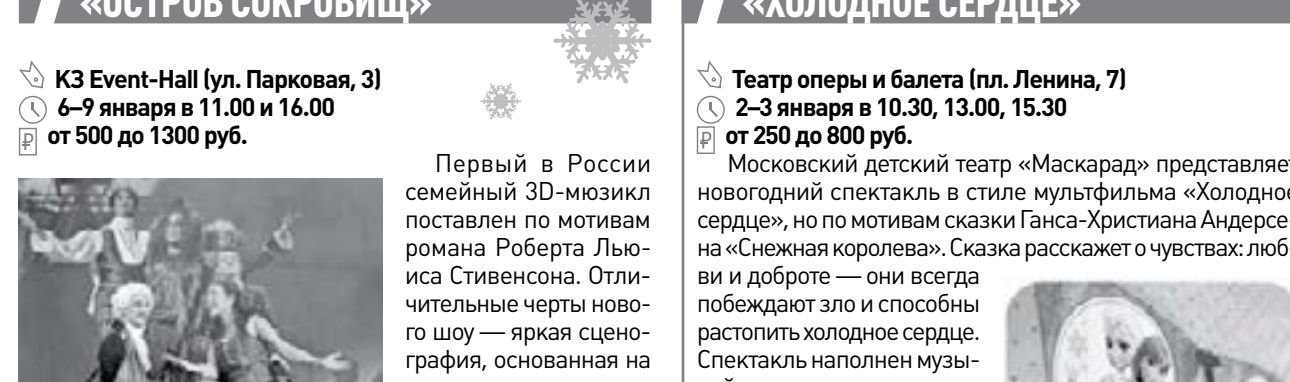 «ОСТРОВ СОКРОВИЩ»
КЗ Event-Hall (ул. Парковая, 3)
6–9 января в 11.00 и 16.00
от 500 до 1300 руб.
Первый в России
семейный 3D-мюзикл
поставлен по мотивам
романа Роберта Лью-
иса Стивенсона. Отли-
чительные черты ново-
го шоу — яркая сцено-
графия, основанная на
«ХОЛОДНОЕ СЕРДЦЕ»
Театр оперы и балета (пл. Ленина, 7)
2–3 января в 10.30, 13.00, 15.30
от 250 до 800 руб.
Московский детский театр «Маскарад» представляет
новогодний спектакль в стиле мультфильма «Холодное
сердце», но по мотивам сказки Ганса-Христиана Андерсе-
на «Снежная королева». Сказка расскажет о чувствах: люб-
ви и доброте — они всегда
побеждают зло и способны
растопить холодное сердце.
Спектакль наполнен музы-